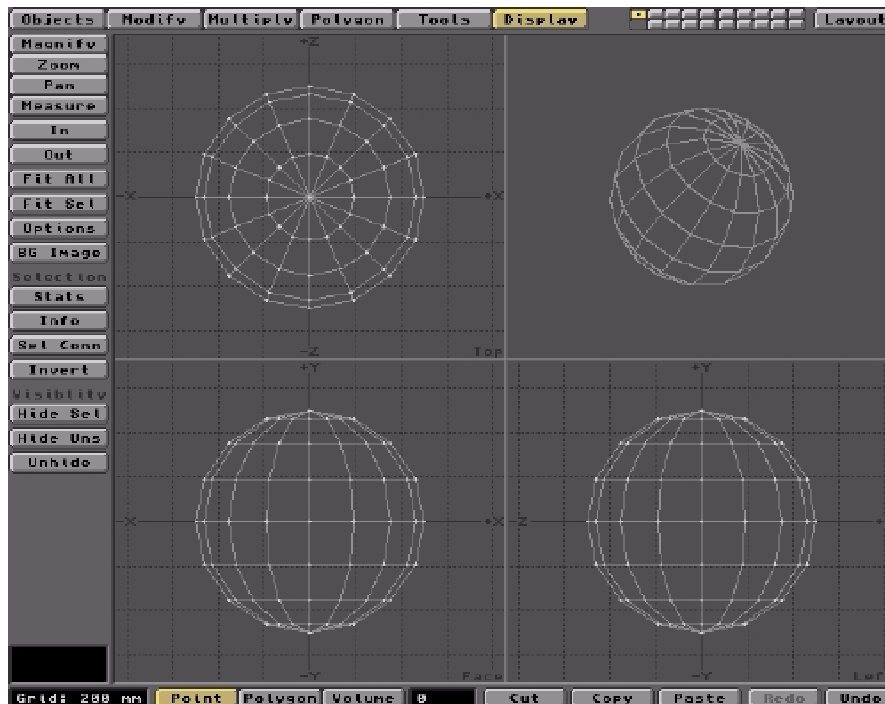 Objects Modify Multiply Polygon Tools Display Layout
Magnify
Zoom
Pan
Measure
In
Out
Fit All
Fit Sel
Options
BG Image
Selection
Stats
Info
Sel Conn
Invert
Visiblity
Hide Sel
Hide Uns
Unhide
+Z
-X +X
-Z Top
+Y +Y
-X +X -Z
-Y Face -Y Lef
Grid: 200 mm Point Polygon Volume 0 Cut Copy Paste Redo Undo